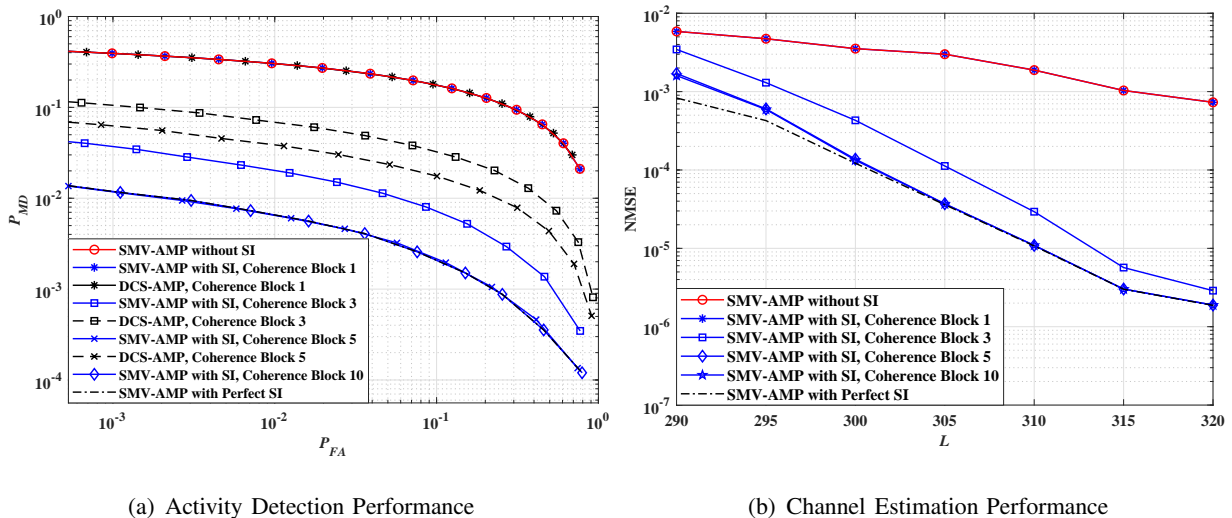 10^0
10^-1
10^-2
10^-3
10^-4
P_MD
SMV-AMP without SI
SMV-AMP with SI, Coherence Block 1
DCS-AMP, Coherence Block 1
SMV-AMP with SI, Coherence Block 3
DCS-AMP, Coherence Block 3
SMV-AMP with SI, Coherence Block 5
DCS-AMP, Coherence Block 5
SMV-AMP with SI, Coherence Block 10
SMV-AMP with Perfect SI
10^-3 10^-2 10^-1 10^0
P_FA
(a) Activity Detection Performance
10^-2
10^-3
10^-4
10^-5
10^-6
10^-7
NMSE
SMV-AMP without SI
SMV-AMP with SI, Coherence Block 1
SMV-AMP with SI, Coherence Block 3
SMV-AMP with SI, Coherence Block 5
SMV-AMP with SI, Coherence Block 10
SMV-AMP with Perfect SI
290 295 300 305 310 315 320
L
(b) Channel Estimation Performance